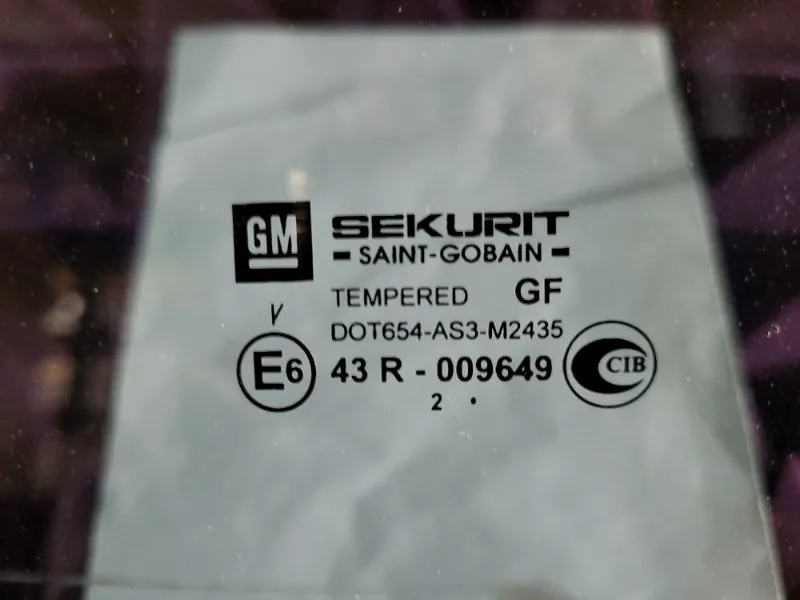 GM
SEKURIT
SAINT-GOBAIN
TEMPERED GF
V
DOT654-AS3-M2435
E6 43 R - 009649 CIB
2 .